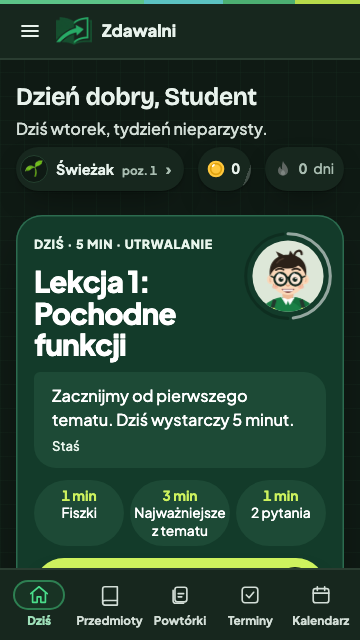 Zdawalni
Dzień dobry, Student
Dziś wtorek, tydzień nieparzysty.
Świeżak poz. 1 ›
0
0 dni
DZIŚ · 5 MIN · UTRWALANIE
Lekcja 1:
Pochodne
funkcji
Zacznijmy od pierwszego
tematu. Dziś wystarczy 5 minut.
Staś
1 min
Fiszki
3 min
Najważniejsze
z tematu
1 min
2 pytania
Dziś
Przedmioty
Powtórki
Terminy
Kalendarz